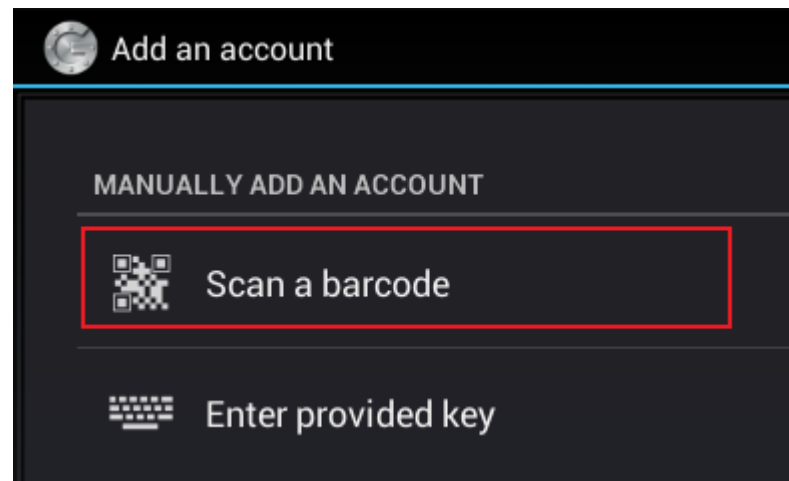 Add an account
MANUALLY ADD AN ACCOUNT
Scan a barcode
Enter provided key